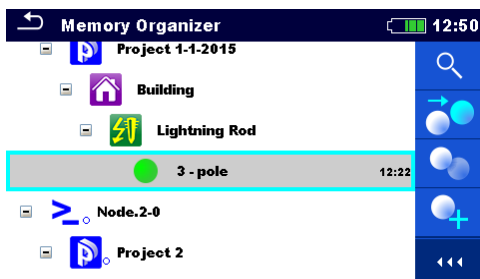 Memory Organizer 12:50
Project 1-1-2015
Building
Lightning Rod
3 - pole 12:22
Node.2-0
Project 2